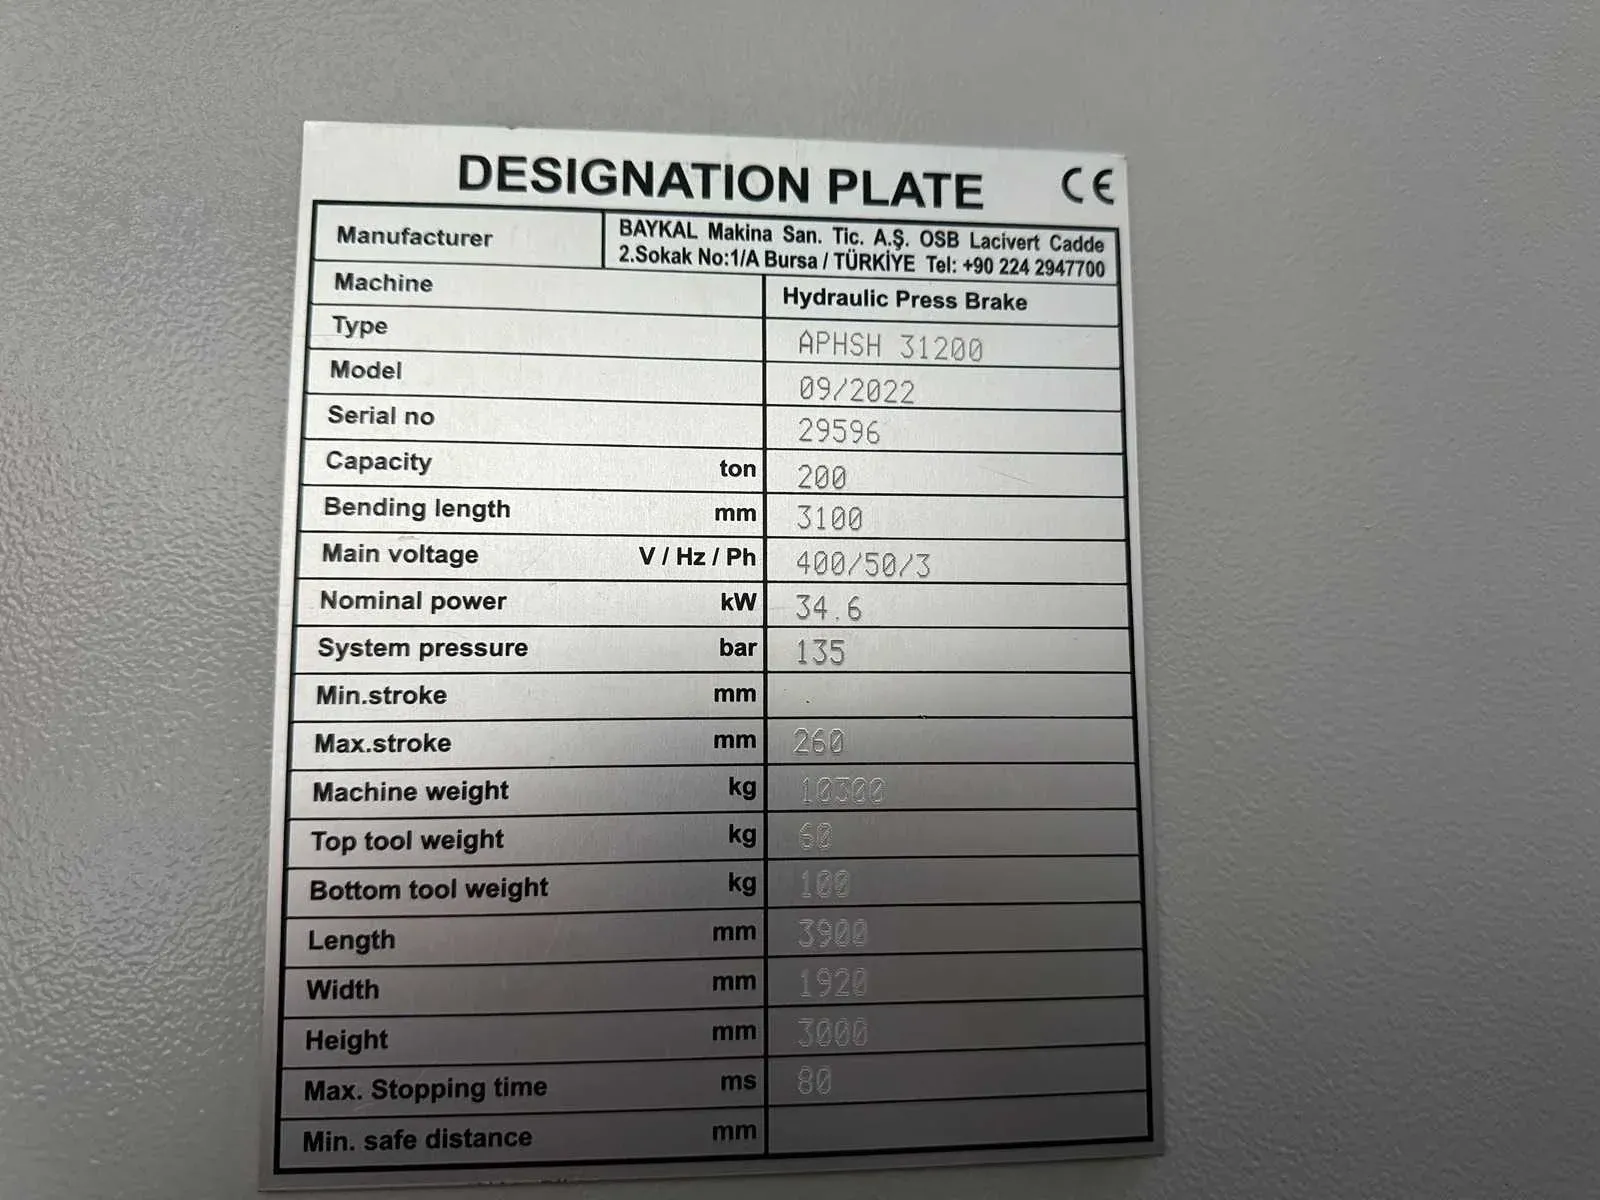 DESIGNATION PLATE CE
Manufacturer BAYKAL Makina San. Tic. A.Ş. OSB Lacivert Cadde
2.Sokak No:1/A Bursa / TÜRKİYE Tel: +90 224 2947700
Machine Hydraulic Press Brake
Type APHSH 31200
Model 09/2022
Serial no 29596
Capacity ton 200
Bending length mm 3100
Main voltage V / Hz / Ph 400/50/3
Nominal power kW 34.6
System pressure bar 135
Min.stroke mm
Max.stroke mm 260
Machine weight kg 10300
Top tool weight kg 60
Bottom tool weight kg 100
Length mm 3900
Width mm 1920
Height mm 3000
Max. Stopping time ms 80
Min. safe distance mm